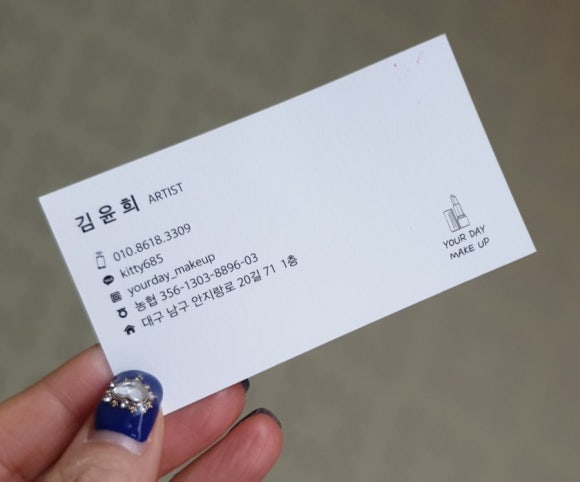 김윤희 ARTIST
010.8618.3309
kitty685
yourday_makeup
농협 356-1303-8896-03
대구 남구 안지랑로 20길 71 1층
YOUR DAY
MAKE UP